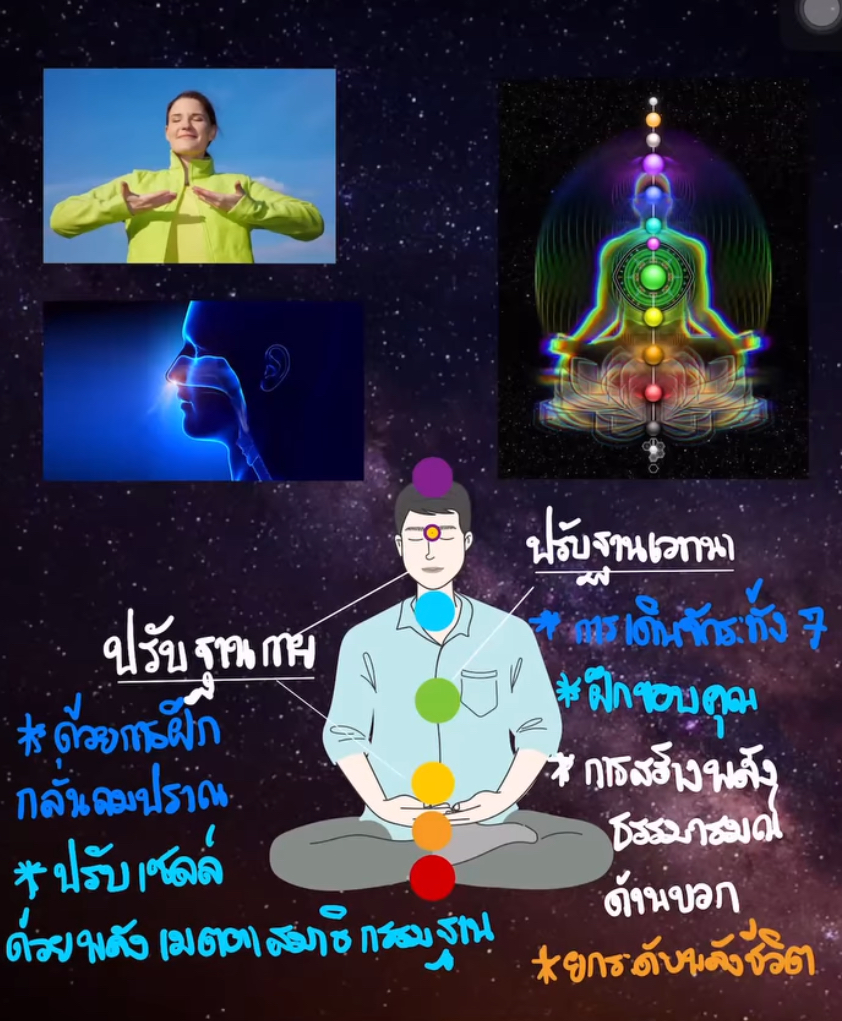 ปรับฐานกาย
*ด้วยการฝึก
กลั่นลมปราณ
*ปรับเซลล์
ด้วยพลังเมตตาสมาธิกรรมฐาน
ปรับฐานเวทนา
* การเดินจักระทั้ง 7
*ฝึกขอบคุณ
* การสร้างพลัง
ธรรมารมณ์
ด้านบวก
*ยกระดับพลังชีวิต